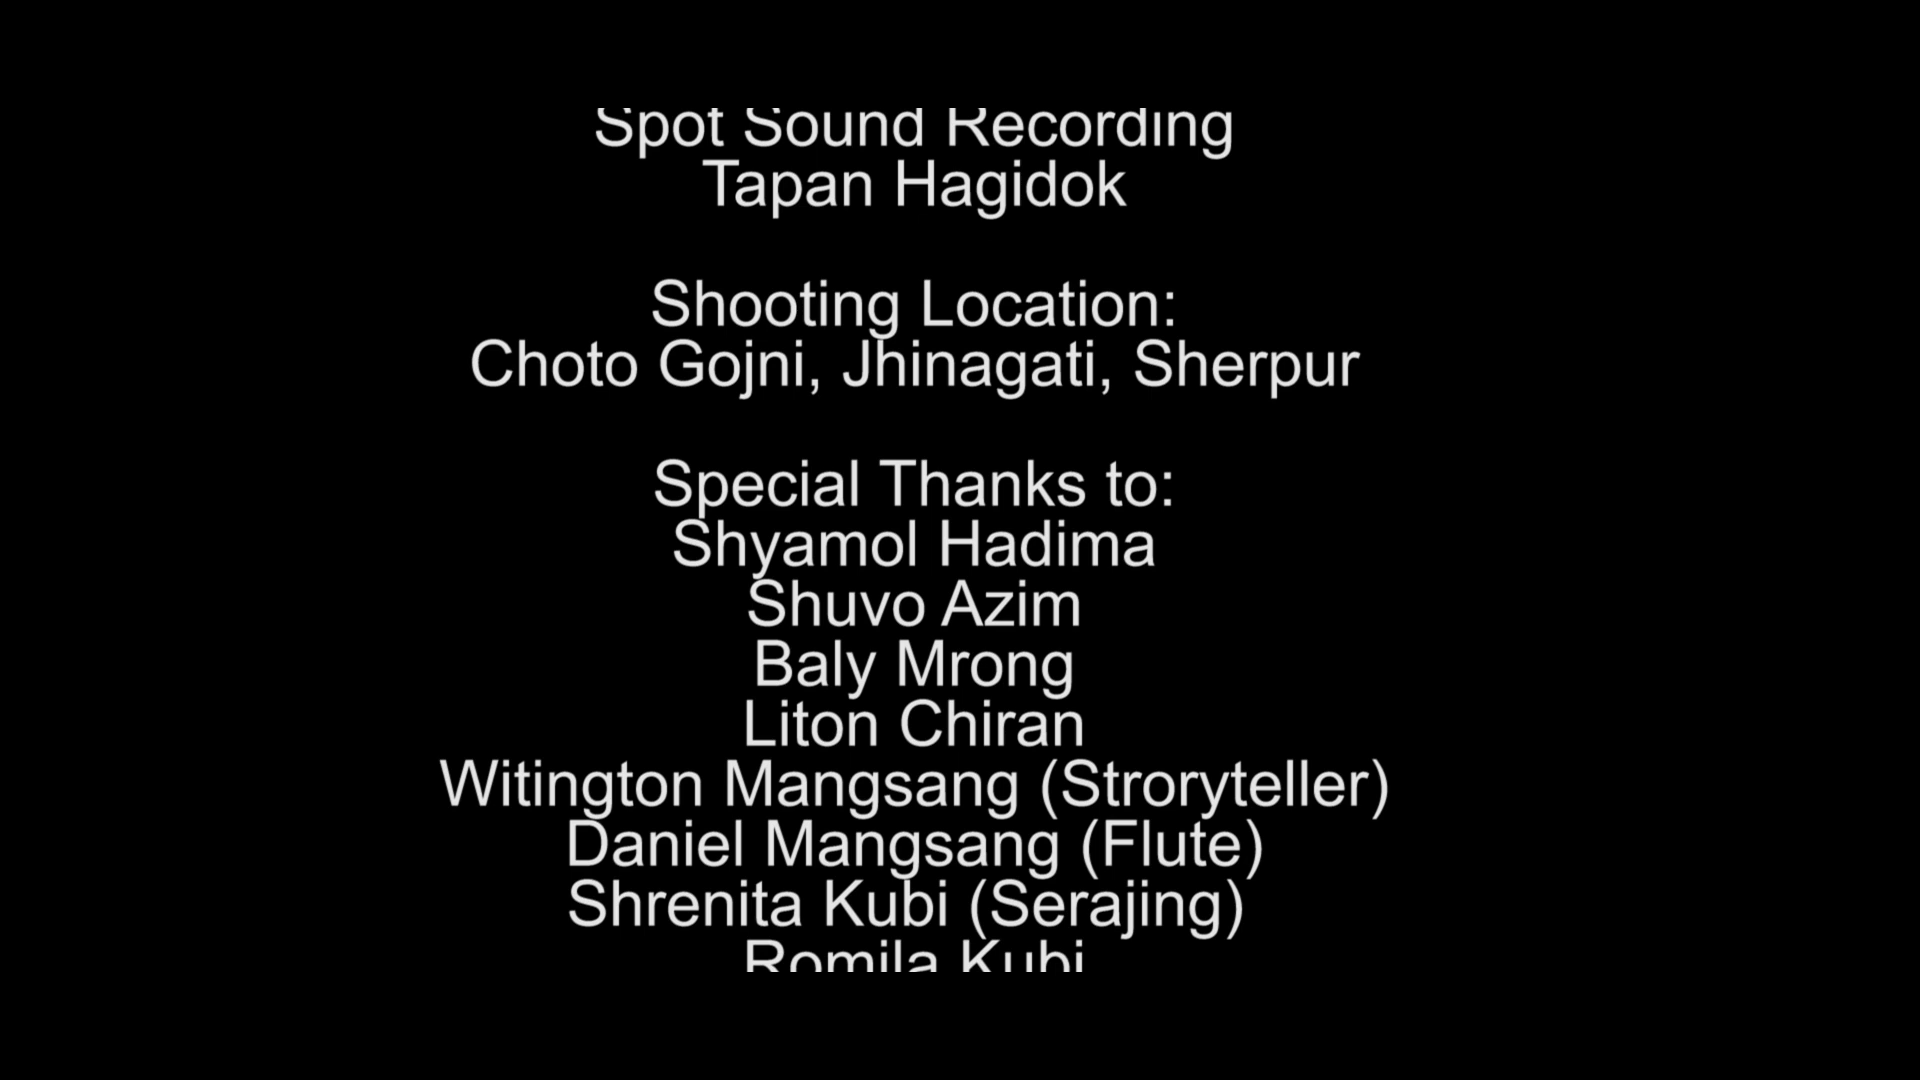 Spot Sound Recording
Tapan Hagidok
Shooting Location:
Choto Gojni, Jhinagati, Sherpur
Special Thanks to:
Shyamol Hadima
Shuvo Azim
Baly Mrong
Liton Chiran
Witington Mangsang (Stroryteller)
Daniel Mangsang (Flute)
Shrenita Kubi (Serajing)
Romila Kubi